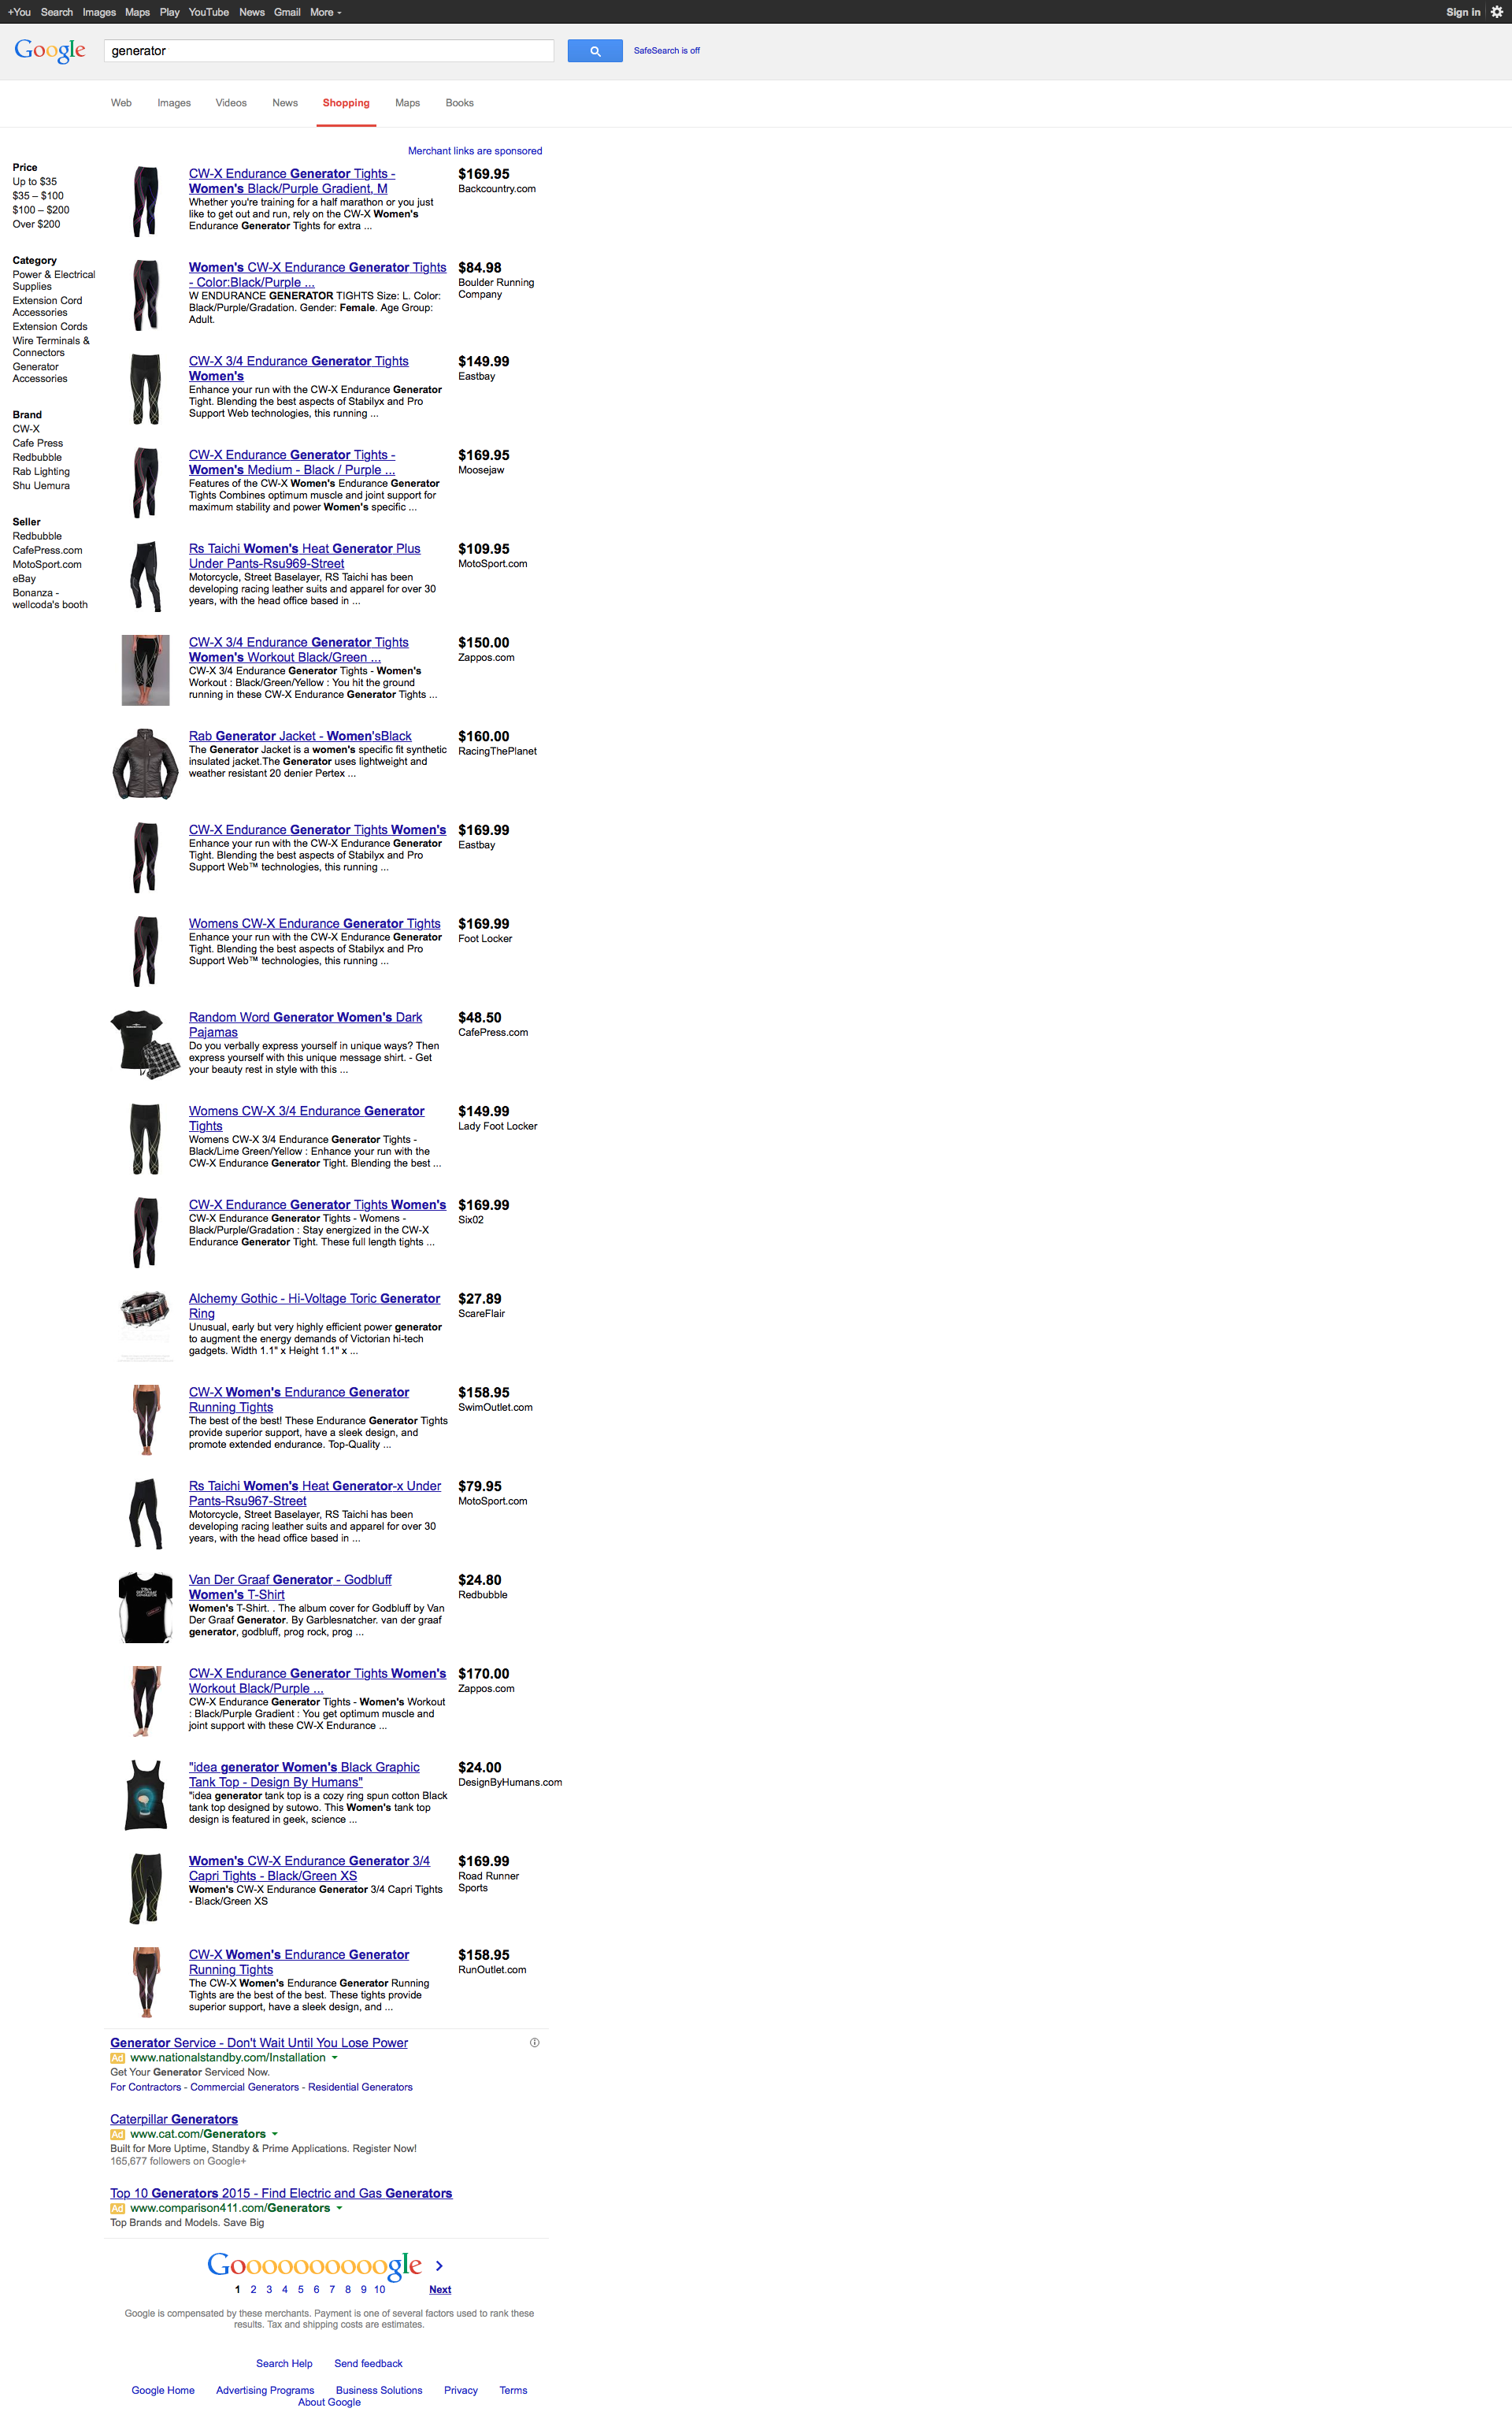 +You Search Images Maps Play YouTube News Gmail More
Sign in
Google
generator
SafeSearch is off
Web Images Videos News Shopping Maps Books
Merchant links are sponsored
Price
Up to $35
$35 – $100
$100 – $200
Over $200
Category
Power & Electrical
Supplies
Extension Cord
Accessories
Extension Cords
Wire Terminals &
Connectors
Generator
Accessories
Brand
CW-X
Cafe Press
Redbubble
Rab Lighting
Shu Uemura
Seller
Redbubble
CafePress.com
MotoSport.com
eBay
Bonanza -
wellcoda's booth
CW-X Endurance Generator Tights -
Women's Black/Purple Gradient, M
Whether you're training for a half marathon or you just
like to get out and run, rely on the CW-X Women's
Endurance Generator Tights for extra ...
$169.95
Backcountry.com
Women's CW-X Endurance Generator Tights
- Color:Black/Purple ...
W ENDURANCE GENERATOR TIGHTS Size: L. Color:
Black/Purple/Gradation. Gender: Female. Age Group:
Adult.
$84.98
Boulder Running
Company
CW-X 3/4 Endurance Generator Tights
Women's
Enhance your run with the CW-X Endurance Generator
Tight. Blending the best aspects of Stabilyx and Pro
Support Web technologies, this running ...
$149.99
Eastbay
CW-X Endurance Generator Tights -
Women's Medium - Black / Purple ...
Features of the CW-X Women's Endurance Generator
Tights Combines optimum muscle and joint support for
maximum stability and power Women's specific ...
$169.95
Moosejaw
Rs Taichi Women's Heat Generator Plus
Under Pants-Rsu969-Street
Motorcycle, Street Baselayer, RS Taichi has been
developing racing leather suits and apparel for over 30
years, with the head office based in ...
$109.95
MotoSport.com
CW-X 3/4 Endurance Generator Tights
Women's Workout Black/Green ...
CW-X 3/4 Endurance Generator Tights - Women's
Workout : Black/Green/Yellow : You hit the ground
running in these CW-X Endurance Generator Tights ...
$150.00
Zappos.com
Rab Generator Jacket - Women'sBlack
The Generator Jacket is a women's specific fit synthetic
insulated jacket.The Generator uses lightweight and
weather resistant 20 denier Pertex ...
$160.00
RacingThePlanet
CW-X Endurance Generator Tights Women's
Enhance your run with the CW-X Endurance Generator
Tight. Blending the best aspects of Stabilyx and Pro
Support Web™ technologies, this running ...
$169.99
Eastbay
Womens CW-X Endurance Generator Tights
Enhance your run with the CW-X Endurance Generator
Tight. Blending the best aspects of Stabilyx and Pro
Support Web™ technologies, this running ...
$169.99
Foot Locker
Random Word Generator Women's Dark
Pajamas
Do you verbally express yourself in unique ways? Then
express yourself with this unique message shirt. - Get
your beauty rest in style with this ...
$48.50
CafePress.com
Womens CW-X 3/4 Endurance Generator
Tights
Womens CW-X 3/4 Endurance Generator Tights -
Black/Lime Green/Yellow : Enhance your run with the
CW-X Endurance Generator Tight. Blending the best ...
$149.99
Lady Foot Locker
CW-X Endurance Generator Tights Women's
CW-X Endurance Generator Tights - Womens -
Black/Purple/Gradation : Stay energized in the CW-X
Endurance Generator Tight. These full length tights ...
$169.99
Six02
Alchemy Gothic - Hi-Voltage Toric Generator
Ring
Unusual, early but very highly efficient power generator
to augment the energy demands of Victorian hi-tech
gadgets. Width 1.1" x Height 1.1" x ...
$27.89
ScareFlair
CW-X Women's Endurance Generator
Running Tights
The best of the best! These Endurance Generator Tights
provide superior support, have a sleek design, and
promote extended endurance. Top-Quality ...
$158.95
SwimOutlet.com
Rs Taichi Women's Heat Generator-x Under
Pants-Rsu967-Street
Motorcycle, Street Baselayer, RS Taichi has been
developing racing leather suits and apparel for over 30
years, with the head office based in ...
$79.95
MotoSport.com
Van Der Graaf Generator - Godbluff
Women's T-Shirt
Women's T-Shirt. . The album cover for Godbluff by Van
Der Graaf Generator. By Garblesnatcher. van der graaf
generator, godbluff, prog rock, prog ...
$24.80
Redbubble
CW-X Endurance Generator Tights Women's
Workout Black/Purple ...
CW-X Endurance Generator Tights - Women's Workout
: Black/Purple Gradient : You get optimum muscle and
joint support with these CW-X Endurance ...
$170.00
Zappos.com
"idea generator Women's Black Graphic
Tank Top - Design By Humans"
"idea generator tank top is a cozy ring spun cotton Black
tank top designed by sutowo. This Women's tank top
design is featured in geek, science ...
$24.00
DesignByHumans.com
Women's CW-X Endurance Generator 3/4
Capri Tights - Black/Green XS
Women's CW-X Endurance Generator 3/4 Capri Tights
- Black/Green XS
$169.99
Road Runner
Sports
CW-X Women's Endurance Generator
Running Tights
The CW-X Women's Endurance Generator Running
Tights are the best of the best. These tights provide
superior support, have a sleek design, and ...
$158.95
RunOutlet.com
Generator Service - Don't Wait Until You Lose Power
Ad www.nationalstandby.com/Installation
Get Your Generator Serviced Now.
For Contractors - Commercial Generators - Residential Generators
Caterpillar Generators
Ad www.cat.com/Generators
Built for More Uptime, Standby & Prime Applications. Register Now!
165,677 followers on Google+
Top 10 Generators 2015 - Find Electric and Gas Generators
Ad www.comparison411.com/Generators
Top Brands and Models. Save Big
Goooooooooogle >
1 2 3 4 5 6 7 8 9 10 Next
Google is compensated by these merchants. Payment is one of several factors used to rank these
results. Tax and shipping costs are estimates.
Search Help Send feedback
Google Home Advertising Programs Business Solutions Privacy Terms
About Google